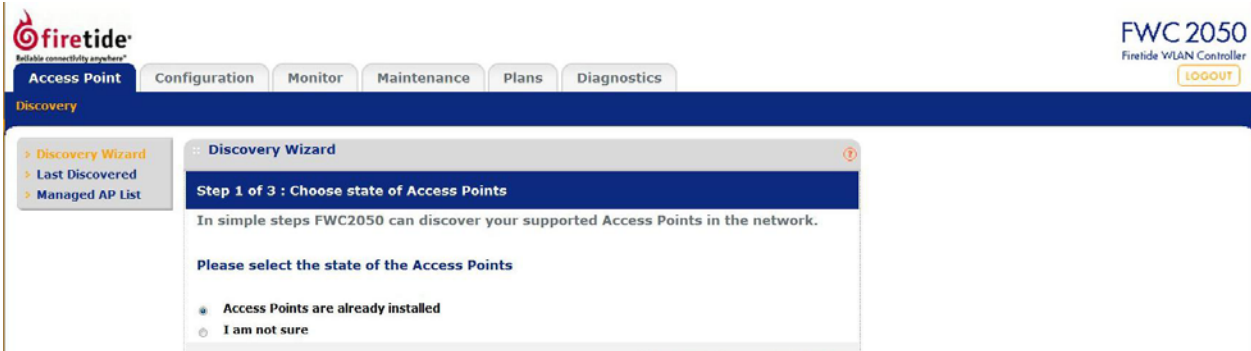 firetide
Reliable connectivity anywhere
FWC 2050
Firetide WLAN Controller
LOGOUT
Access Point Configuration Monitor Maintenance Plans Diagnostics
Discovery
Discovery Wizard
Last Discovered
Managed AP List
:: Discovery Wizard ?
Step 1 of 3 : Choose state of Access Points
In simple steps FWC2050 can discover your supported Access Points in the network.
Please select the state of the Access Points
Access Points are already installed
I am not sure